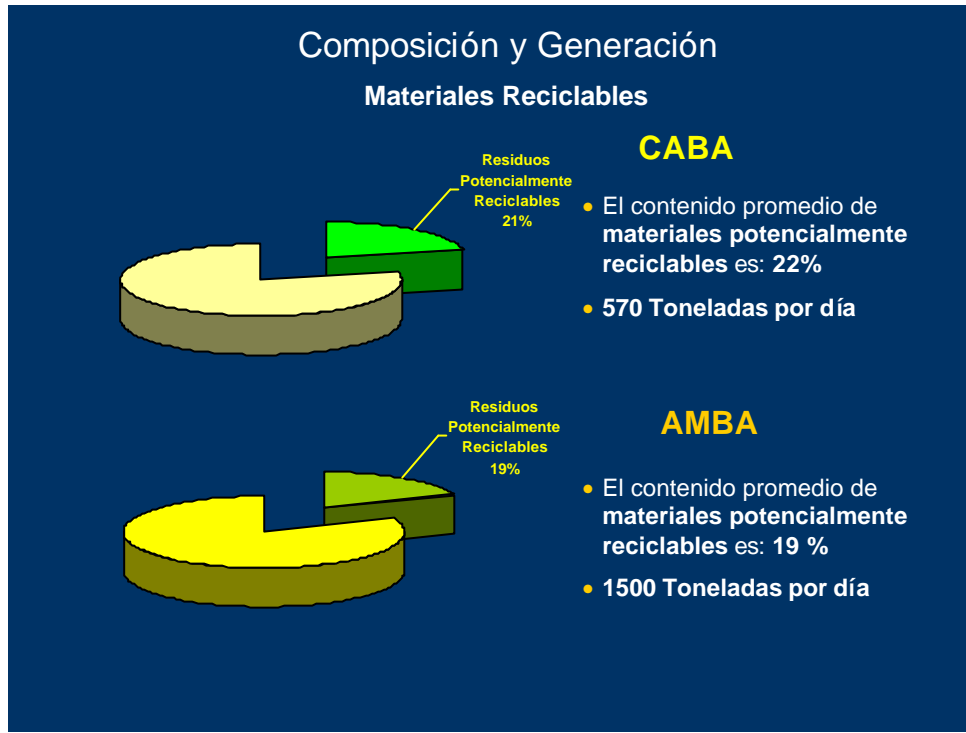 Composición y Generación
Materiales Reciclables
Residuos
Potencialmente
Reciclables
21%
CABA
• El contenido promedio de
materiales potencialmente
reciclables es: 22%
• 570 Toneladas por día
Residuos
Potencialmente
Reciclables
19%
AMBA
• El contenido promedio de
materiales potencialmente
reciclables es: 19 %
• 1500 Toneladas por día